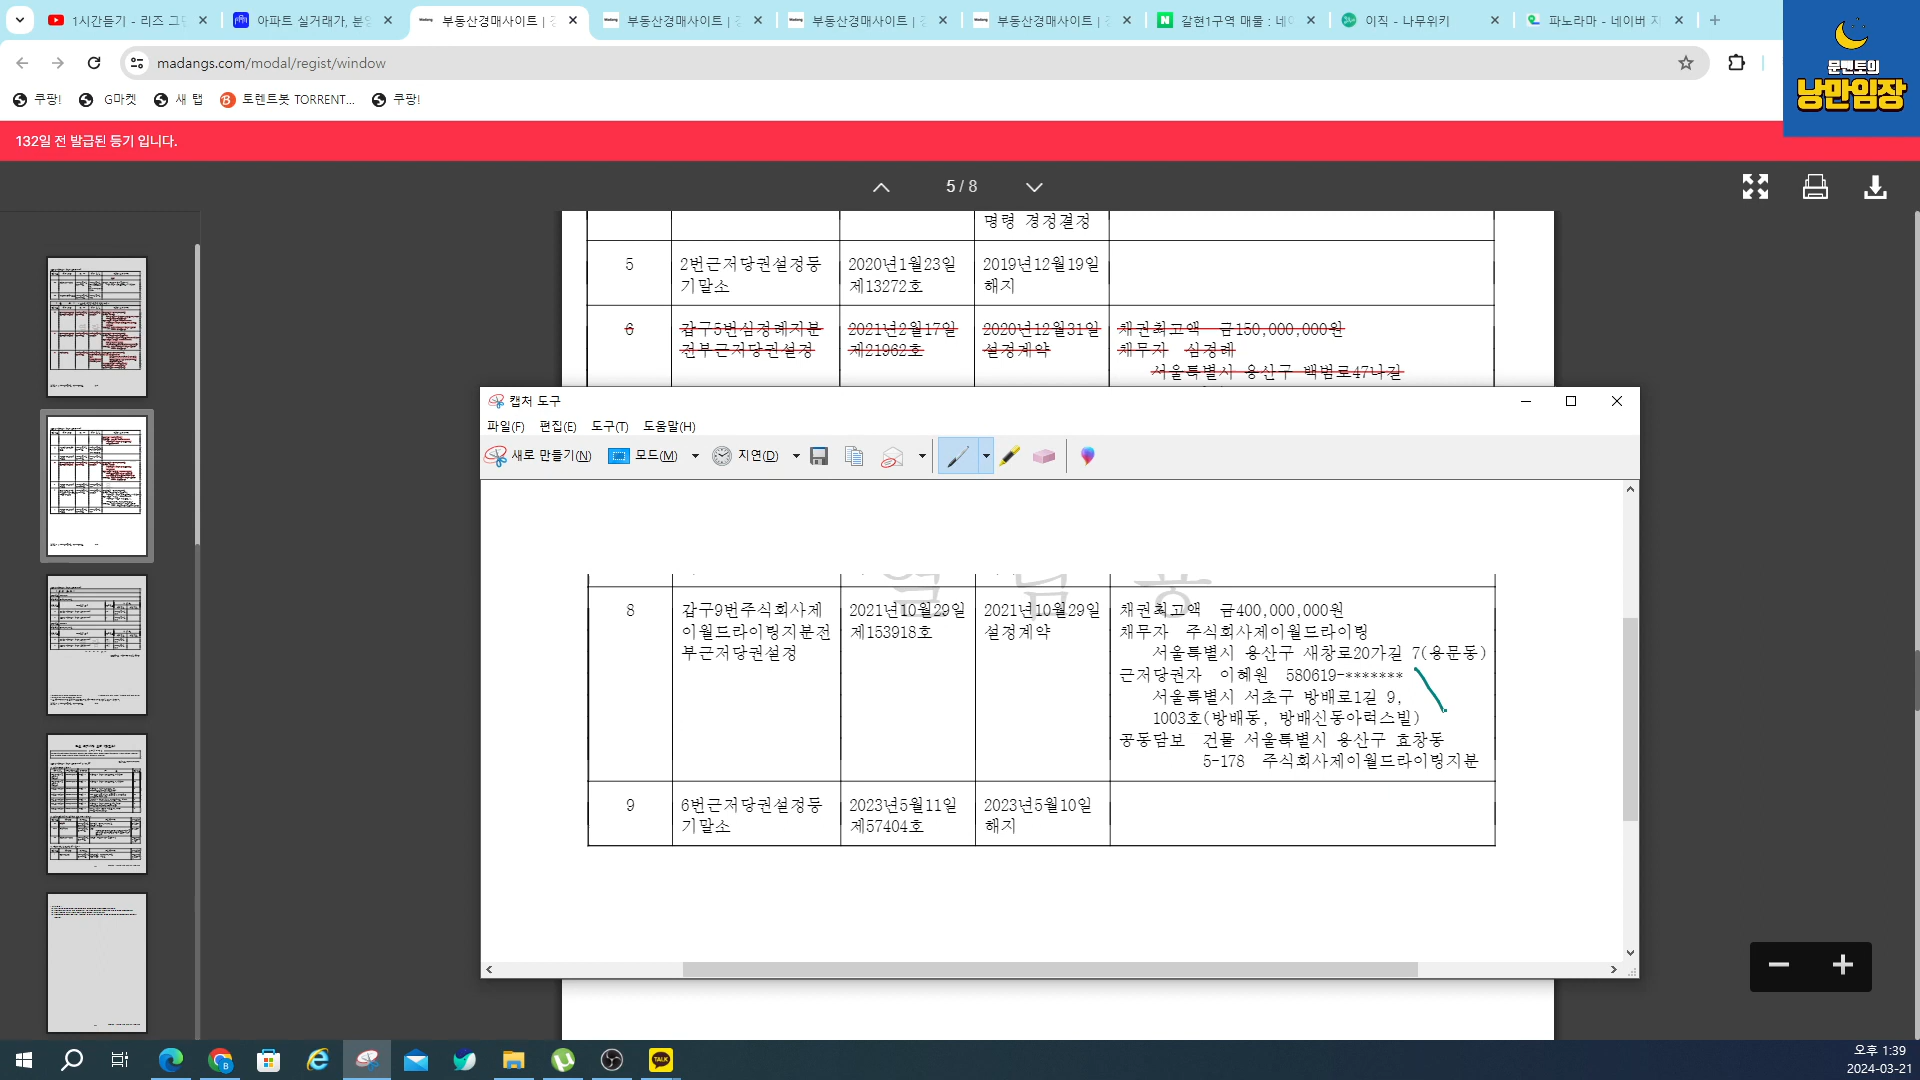 1시간듣기 - 리즈 그
아파트 실거래가, 분양
부동산경매사이트 |
부동산경매사이트 |
부동산경매사이트 |
부동산경매사이트 |
갈현1구역 매물 : 네이
이직 - 나무위키
파노라마 - 네이버 지
madangs.com/modal/regist/window
쿠팡!
G마켓
새 탭
토렌트봇 TORRENT...
쿠팡!
문멘토의
낭만임장
132일 전 발급된 등기 입니다.
5 / 8
명령 경정결정
5 2번근저당권설정등 2020년1월23일 2019년12월19일
기말소 제13272호 해지
6 갑구5번심정례지분 2021년2월17일 2020년12월31일 채권최고액 금150,000,000원
전부근저당권설정 제21962호 설정계약 채무자 심정례
서울특별시 용산구 백범로47나길
캡처 도구
파일(F) 편집(E) 도구(T) 도움말(H)
새로 만들기(N) 모드(M) 지연(D)
열 람 용
8 갑구9번주식회사제 2021년10월29일 2021년10월29일 채권최고액 금400,000,000원
이월드라이빙지분전 제153918호 설정계약 채무자 주식회사제이월드라이빙
부근저당권설정 서울특별시 용산구 새창로20가길 7(용문동)
근저당권자 이혜원 580619-*******
서울특별시 서초구 방배로1길 9,
1003호(방배동, 방배신동아럭스빌)
공동담보 건물 서울특별시 용산구 효창동
5-178 주식회사제이월드라이빙지분
9 6번근저당권설정등 2023년5월11일 2023년5월10일
기말소 제57404호 해지
TALK
오후 1:39
2024-03-21